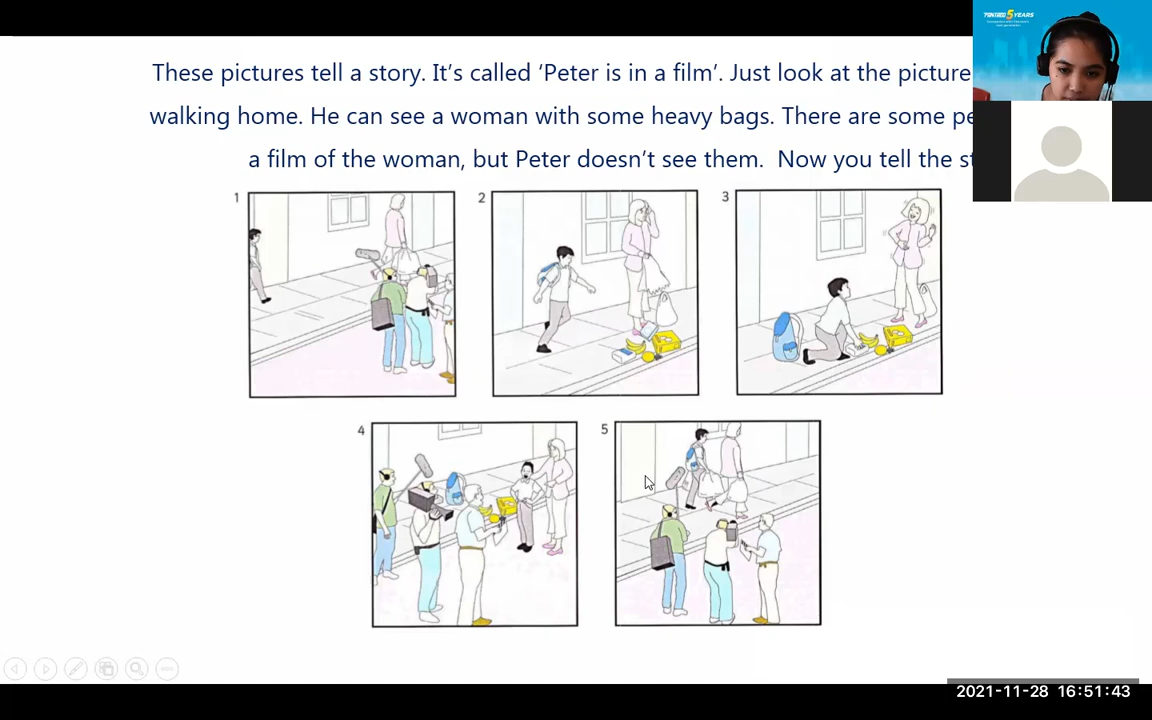 These pictures tell a story. It's called 'Peter is in a film'. Just look at the picture
walking home. He can see a woman with some heavy bags. There are some pe
a film of the woman, but Peter doesn't see them. Now you tell the st
1
2
3
4
5
5 YEARS
2021-11-28 16:51:43